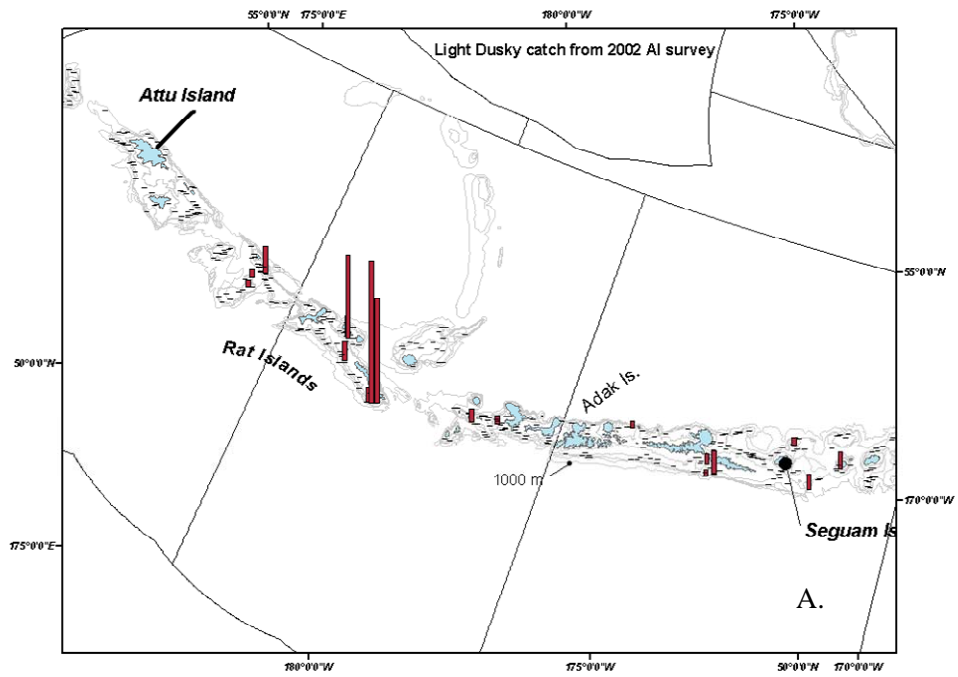 55°0'0"N 175°0'0"E 180°0'0"W 175°0'0"W
Light Dusky catch from 2002 AI survey
Attu Island
55°0'0"W
Rat Islands
50°0'0"W
Adak Is.
1000 m
170°0'0"W
Seguam Is
175°0'0"E
A.
180°0'0"W 175°0'0"W 50°0'0"W 170°0'0"W